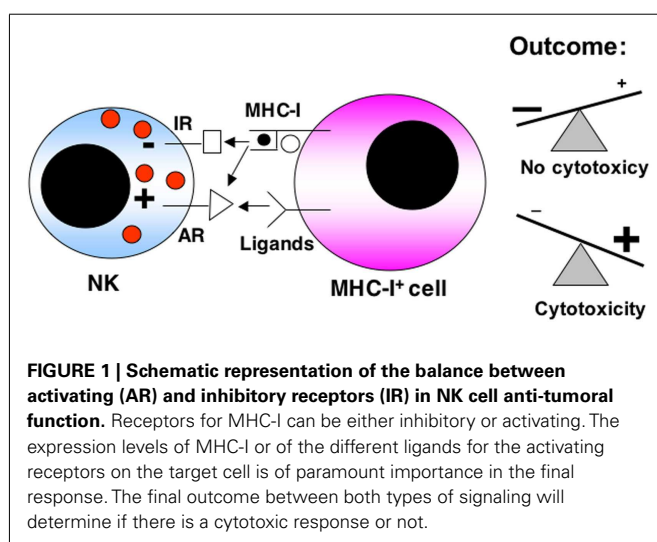 Outcome:
IR
MHC-I
-
+
AR
Ligands
NK
MHC-I+ cell
− +
No cytotoxicy
− +
Cytotoxicity
FIGURE 1 | Schematic representation of the balance between
activating (AR) and inhibitory receptors (IR) in NK cell anti-tumoral
function. Receptors for MHC-I can be either inhibitory or activating. The
expression levels of MHC-I or of the different ligands for the activating
receptors on the target cell is of paramount importance in the final
response. The final outcome between both types of signaling will
determine if there is a cytotoxic response or not.